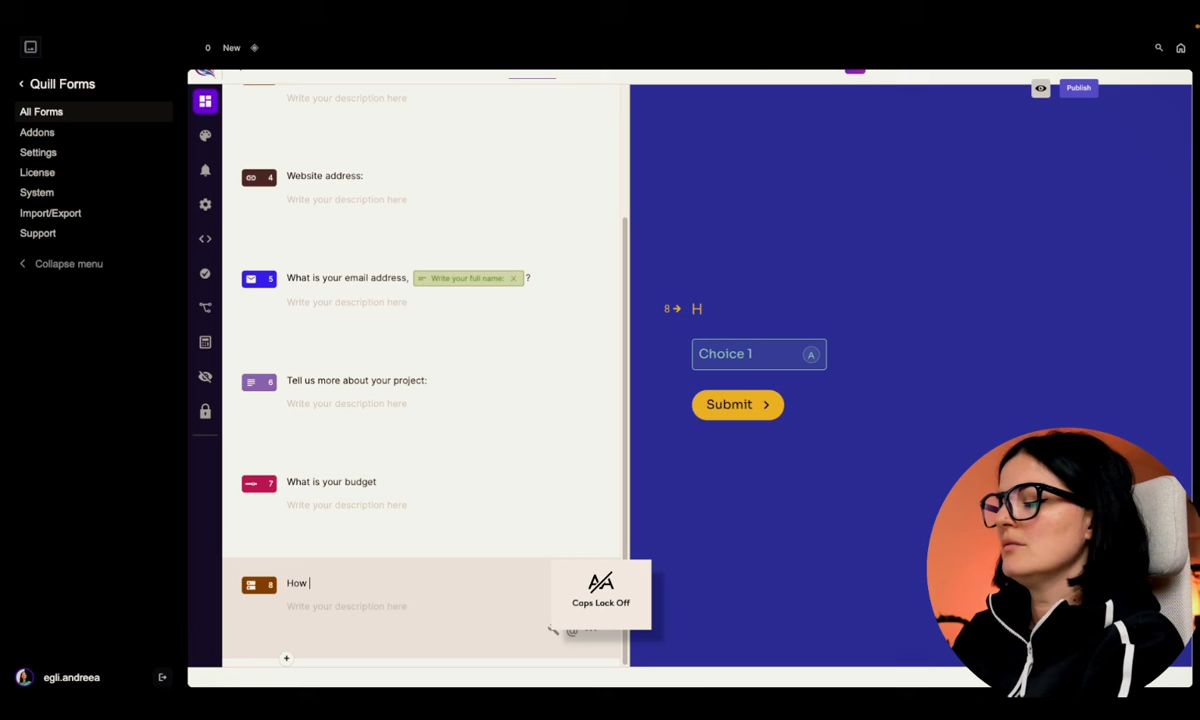 0 New
Quill Forms
All Forms
Addons
Settings
License
System
Import/Export
Support
Collapse menu
egli.andreea
Publish
Write your description here
4 Website address:
Write your description here
5 What is your email address, Write your full name: ?
Write your description here
6 Tell us more about your project:
Write your description here
7 What is your budget
Write your description here
8 How
Write your description here
Caps Lock Off
@
8 H
Choice 1 A
Submit